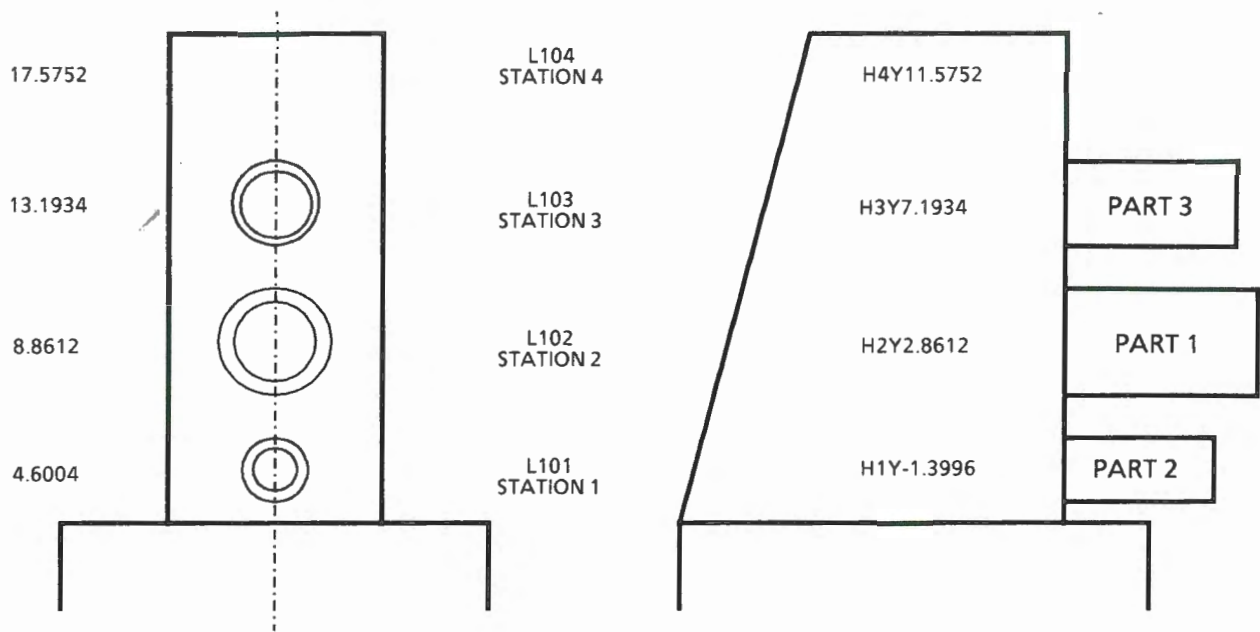 17.5752
L104
STATION 4
H4Y11.5752
13.1934
L103
STATION 3
H3Y7.1934
PART 3
8.8612
L102
STATION 2
H2Y2.8612
PART 1
4.6004
L101
STATION 1
H1Y-1.3996
PART 2